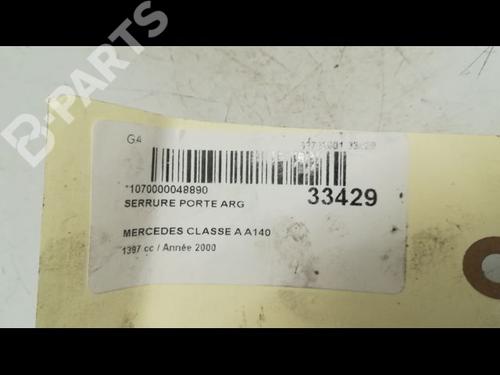 B-PARTS
G4
*1070000048890
SERRURE PORTE ARG
33429
MERCEDES CLASSE A A140
1397 cc / Année 2000